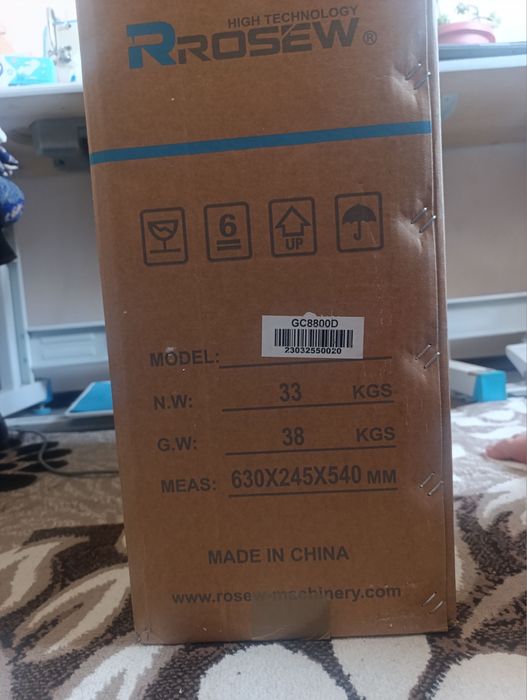 HIGH TECHNOLOGY
RROSEW®
6
UP
GC8800D
23032550020
MODEL:
N.W: 33 KGS
G.W: 38 KGS
MEAS: 630X245X540 MM
MADE IN CHINA
www.rosew-machinery.com